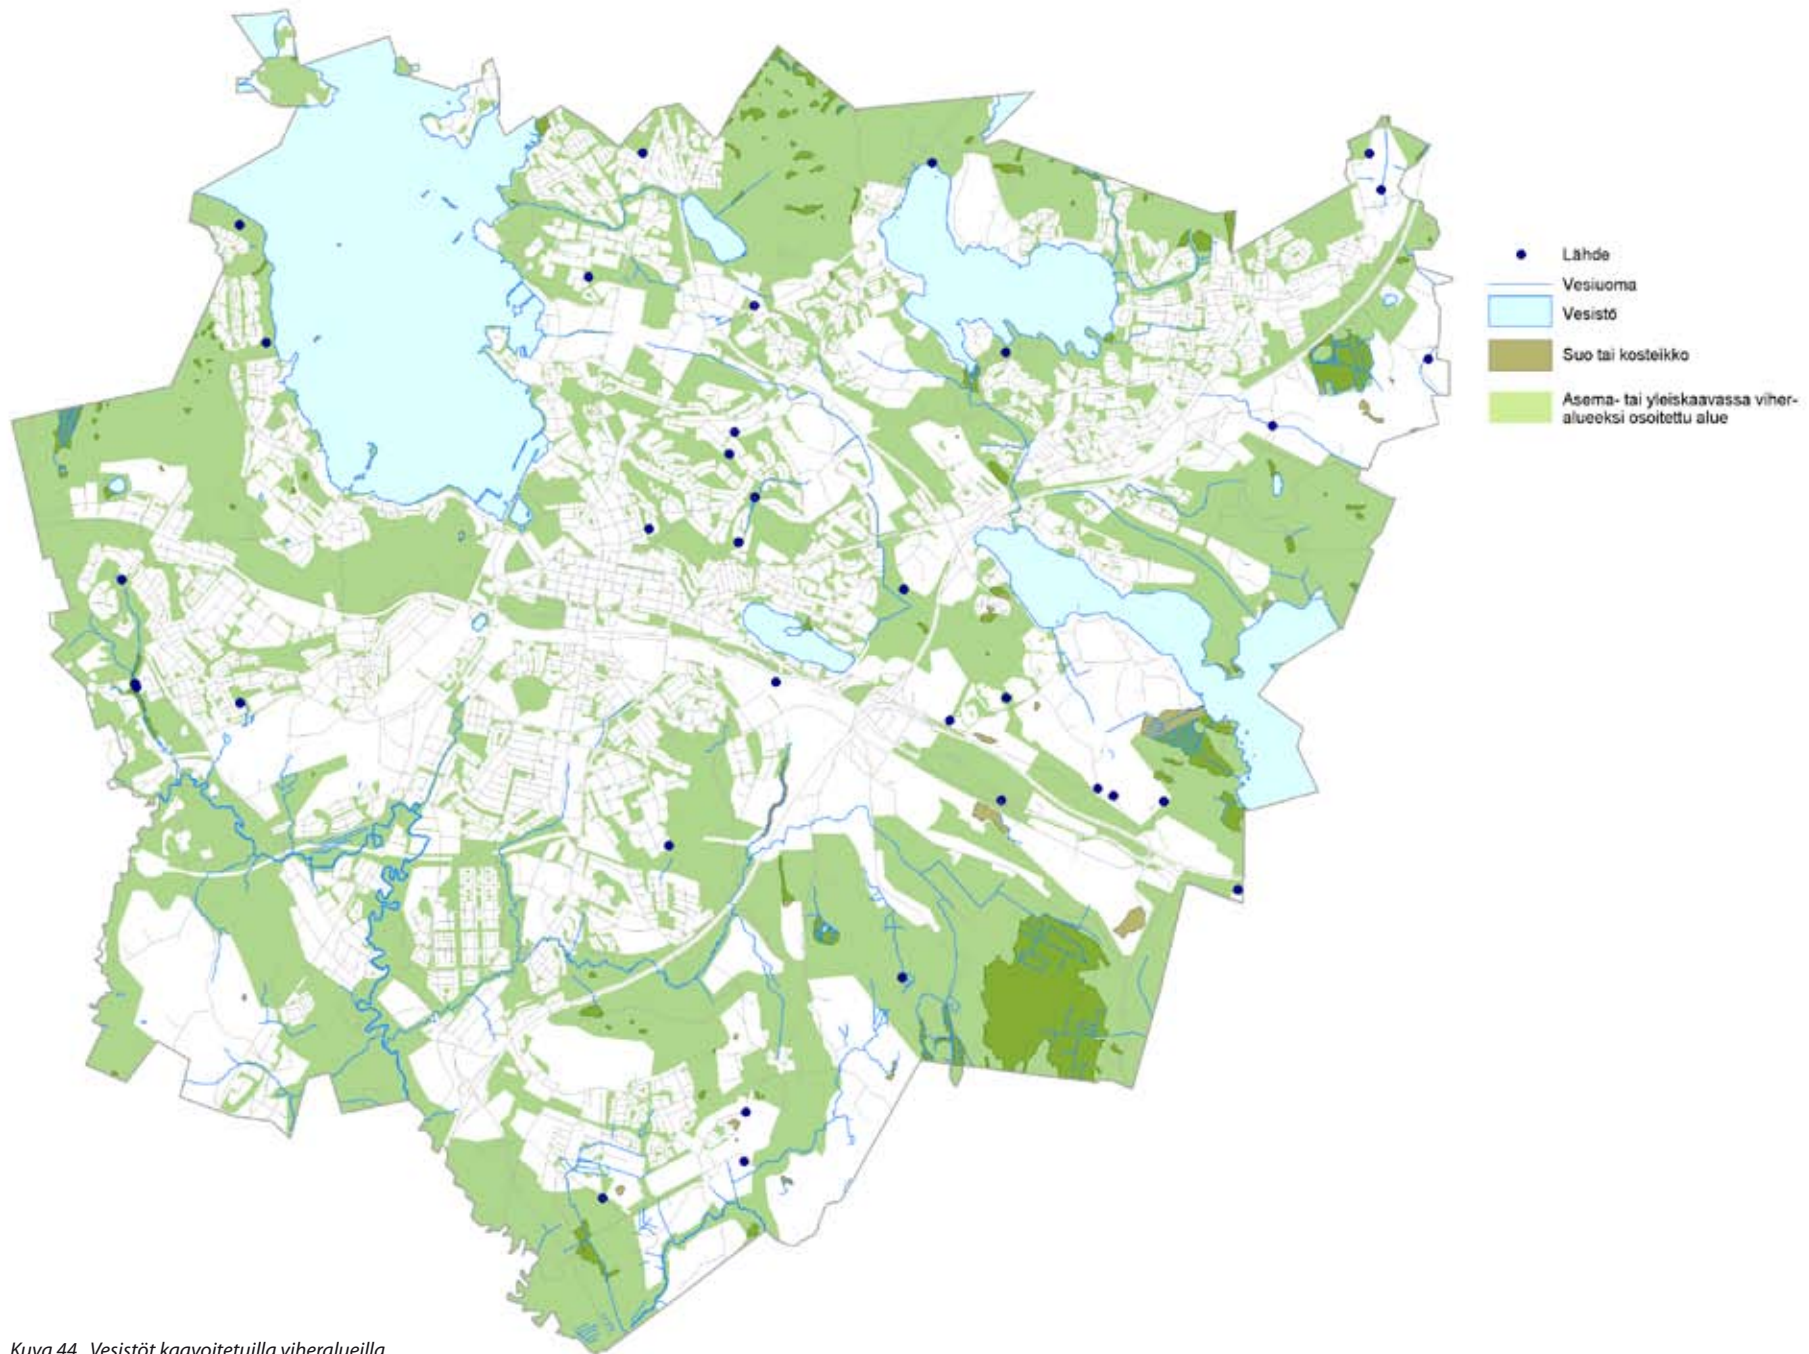 Lähde
Vesiuoma
Vesistö
Suo tai kosteikko
Asema- tai yleiskaavassa viher-
alueeksi osoitettu alue
Kuva 44. Vesistöt kaavoitetuilla viheralueilla